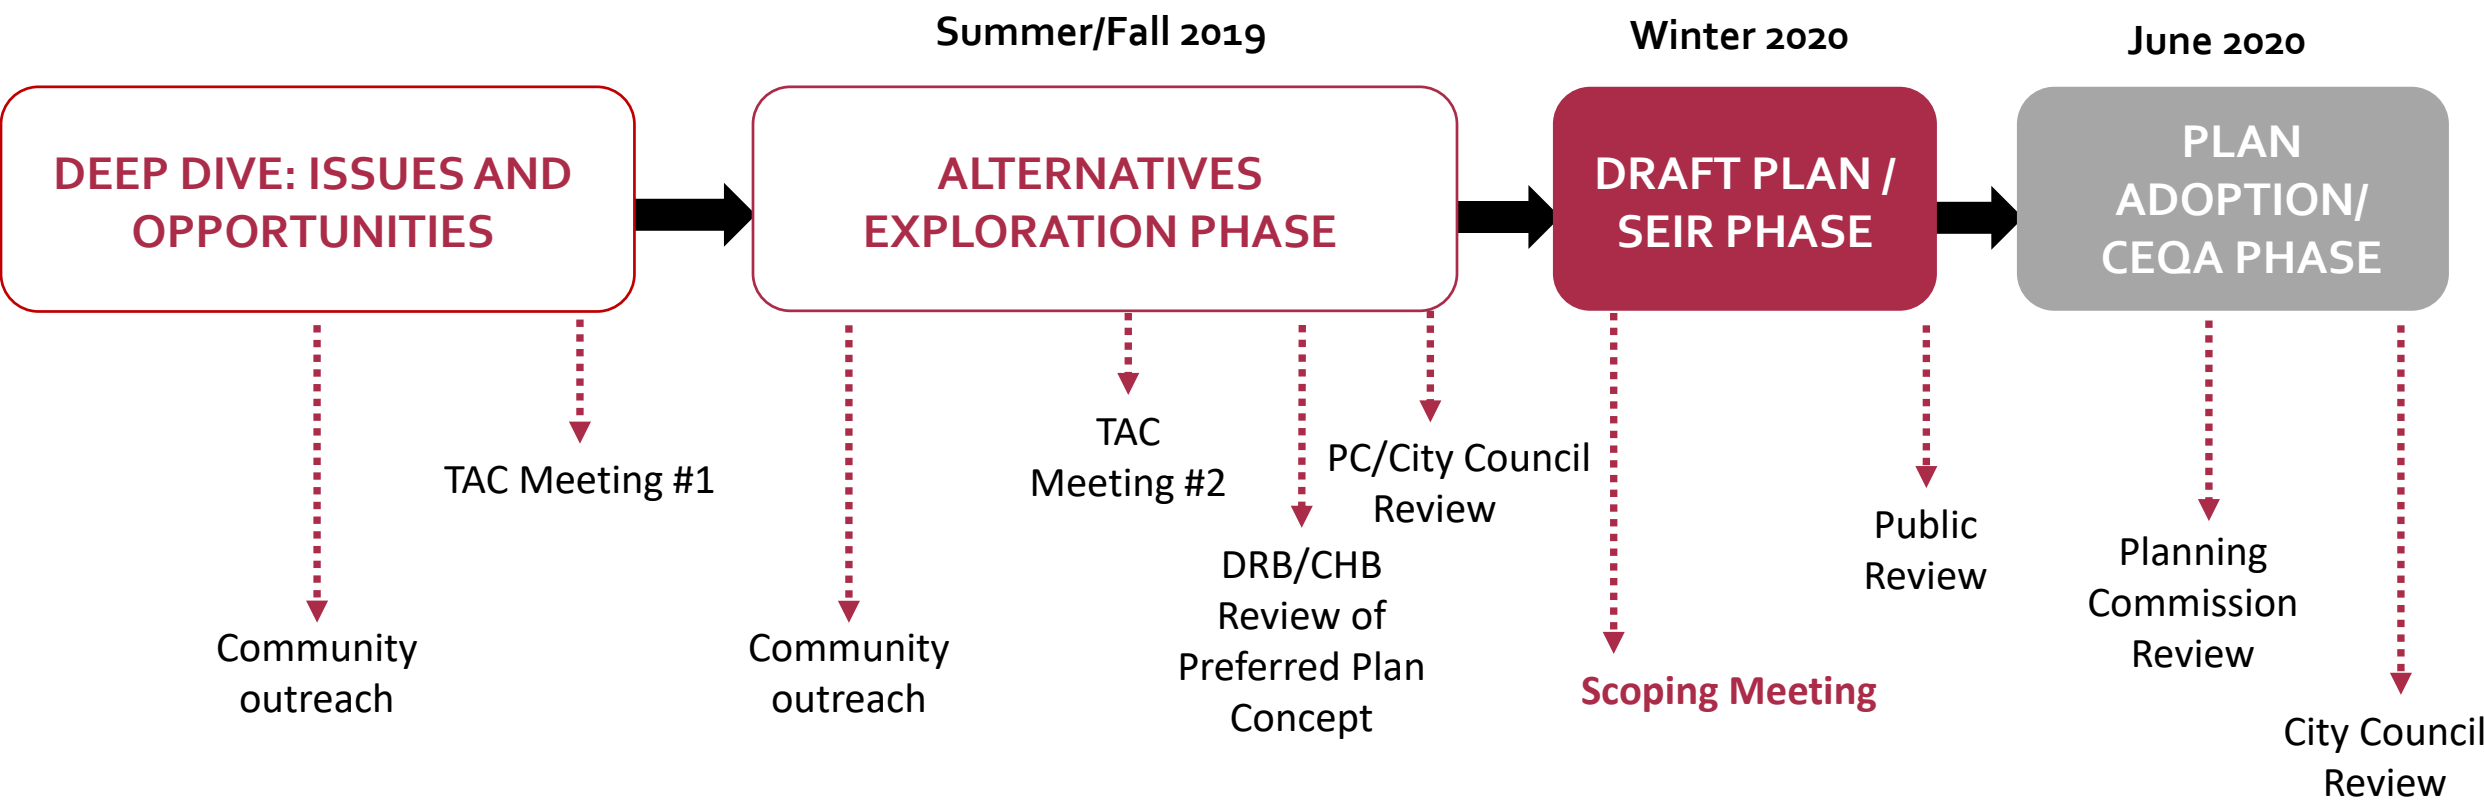 Summer/Fall 2019
Winter 2020
June 2020
DEEP DIVE: ISSUES AND
OPPORTUNITIES
ALTERNATIVES
EXPLORATION PHASE
DRAFT PLAN /
SEIR PHASE
PLAN
ADOPTION/
CEQA PHASE
Community
outreach
TAC Meeting #1
Community
outreach
TAC
Meeting #2
DRB/CHB
Review of
Preferred Plan
Concept
PC/City Council
Review
Scoping Meeting
Public
Review
Planning
Commission
Review
City Council
Review